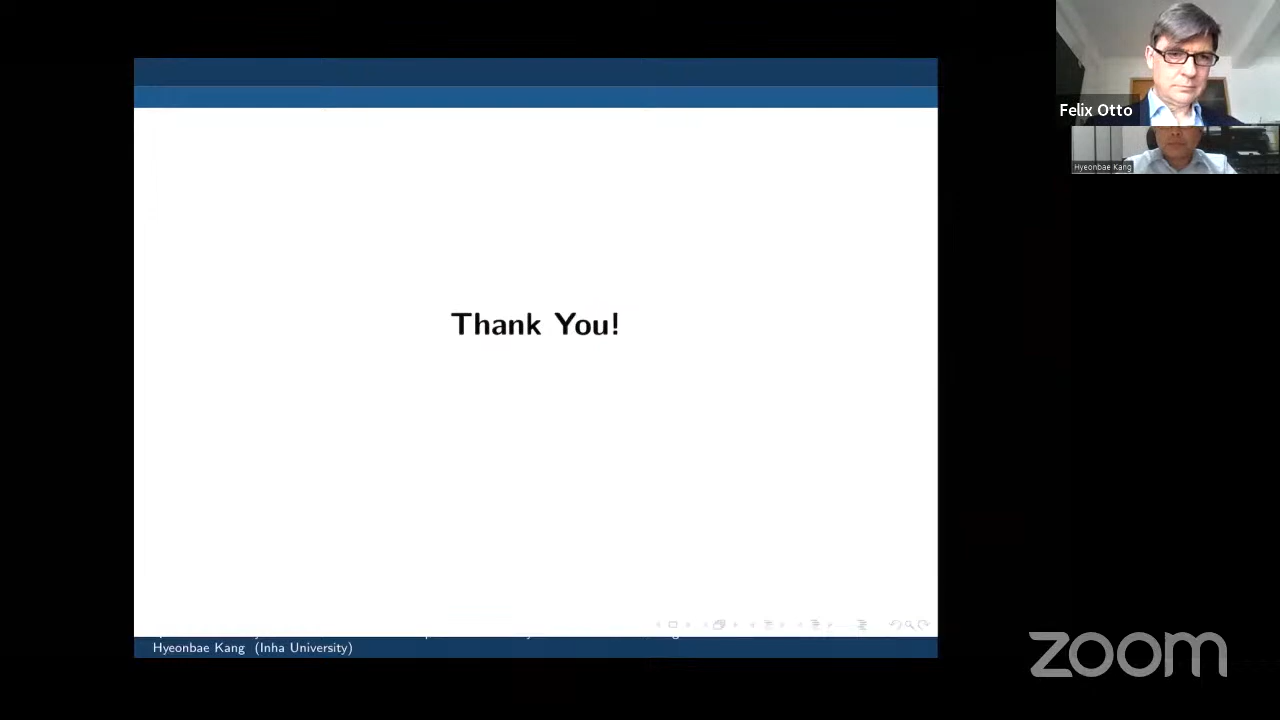 Felix Otto
Hyeonbae Kang
Thank You!
Hyeonbae Kang (Inha University)
zoom